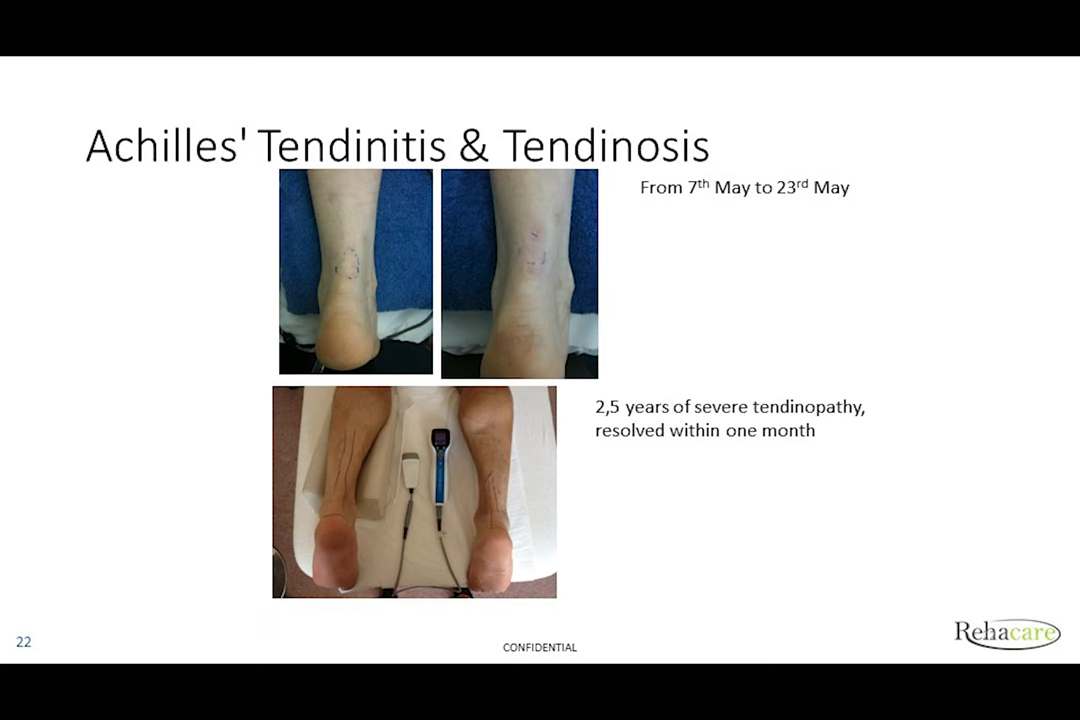 Achilles' Tendinitis & Tendinosis
From 7th May to 23rd May
2,5 years of severe tendinopathy,
resolved within one month
22
CONFIDENTIAL
Rehacare